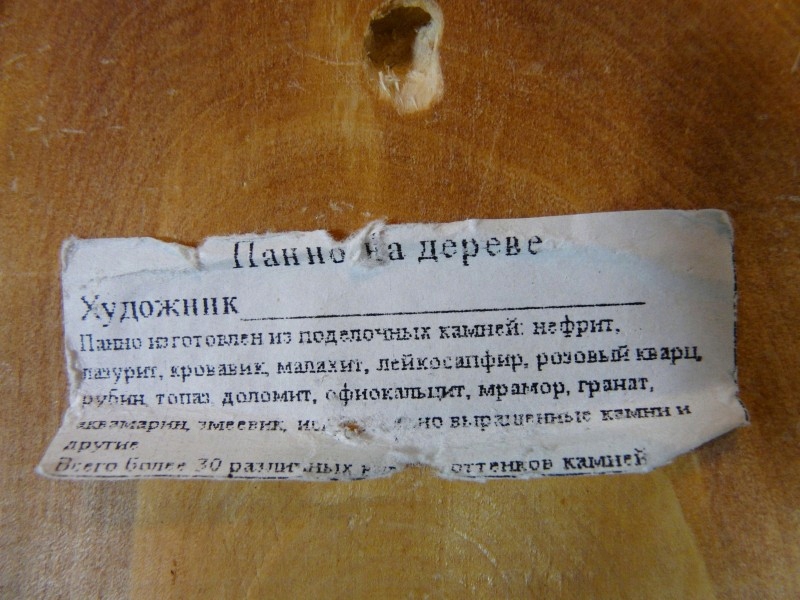 Панно на дереве
Художник
Панно изготовлен из поделочных камней: нефрит,
лазурит, кровавик, малахит, лейкосапфир, розовый кварц,
рубин, топаз, доломит, офиокальцит, мрамор, гранат,
аквамарин, змеевик, выращенные камни и
другие
Всего более 30 различных оттенков камней